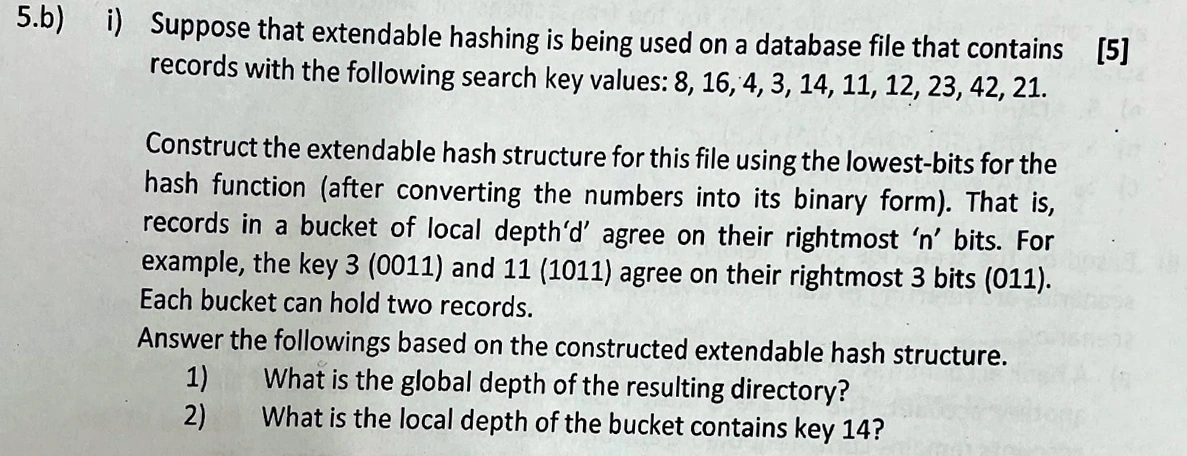 5.b) i) Suppose that extendable hashing is being used on a database file that contains [5]
records with the following search key values: 8, 16, 4, 3, 14, 11, 12, 23, 42, 21.
Construct the extendable hash structure for this file using the lowest-bits for the
hash function (after converting the numbers into its binary form). That is,
records in a bucket of local depth'd' agree on their rightmost 'n' bits. For
example, the key 3 (0011) and 11 (1011) agree on their rightmost 3 bits (011).
Each bucket can hold two records.
Answer the followings based on the constructed extendable hash structure.
1) What is the global depth of the resulting directory?
2) What is the local depth of the bucket contains key 14?